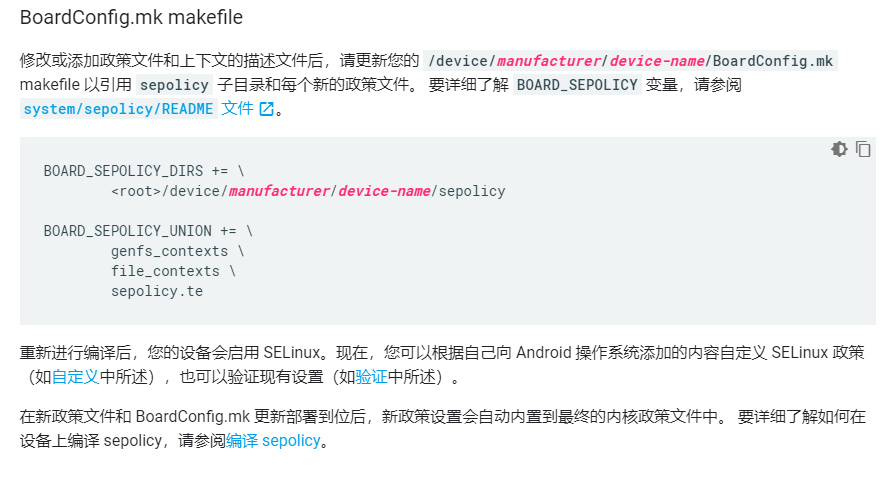 BoardConfig.mk makefile
修改或添加政策文件和上下文的描述文件后，请更新您的 /device/manufacturer/device-name/BoardConfig.mk
makefile 以引用 sepolicy 子目录和每个新的政策文件。 要详细了解 BOARD_SEPOLICY 变量，请参阅
system/sepolicy/README 文件。
BOARD_SEPOLICY_DIRS += \
<root>/device/manufacturer/device-name/sepolicy
BOARD_SEPOLICY_UNION += \
genfs_contexts \
file_contexts \
sepolicy.te
重新进行编译后，您的设备会启用 SELinux。现在，您可以根据自己向 Android 操作系统添加的内容自定义 SELinux 政策
（如自定义中所述），也可以验证现有设置（如验证中所述）。
在新政策文件和 BoardConfig.mk 更新部署到位后，新政策设置会自动内置到最终的内核政策文件中。 要详细了解如何在
设备上编译 sepolicy，请参阅编译 sepolicy。